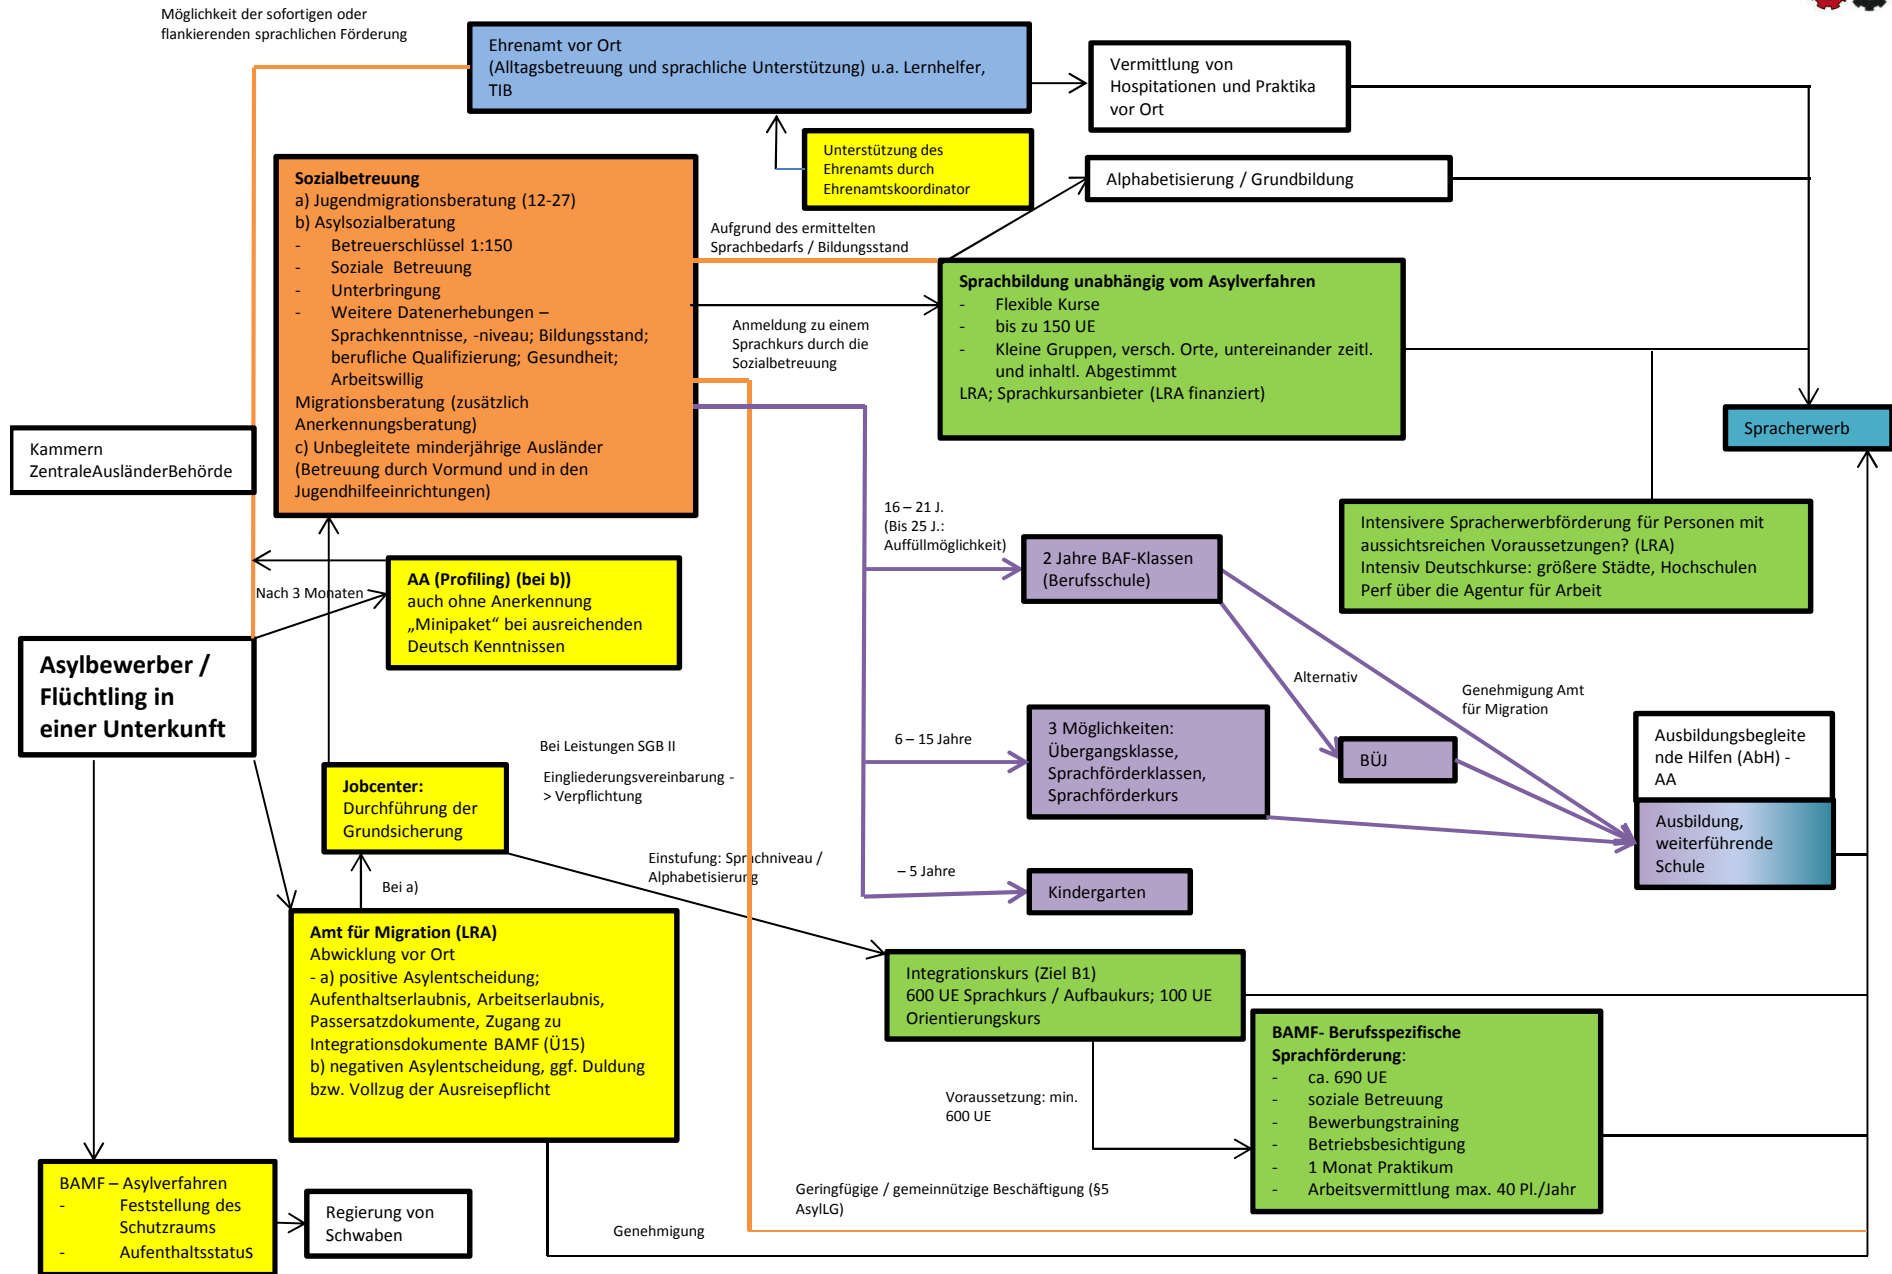 Möglichkeit der sofortigen oder
flankierenden sprachlichen Förderung
Ehrenamt vor Ort
(Alltagsbetreuung und sprachliche Unterstützung) u.a. Lernhelfer,
TIB
Vermittlung von
Hospitationen und Praktika
vor Ort
Unterstützung des
Ehrenamts durch
Ehrenamtskoordinator
Alphabetisierung / Grundbildung
Sozialbetreuung
a) Jugendmigrationsberatung (12-27)
b) Asylsozialberatung
- Betreuerschlüssel 1:150
- Soziale Betreuung
- Unterbringung
- Weitere Datenerhebungen –
Sprachkenntnisse, -niveau; Bildungsstand;
berufliche Qualifizierung; Gesundheit;
Arbeitswillig
Migrationsberatung (zusätzlich
Anerkennungsberatung)
c) Unbegleitete minderjährige Ausländer
(Betreuung durch Vormund und in den
Jugendhilfeeinrichtungen)
Aufgrund des ermittelten
Sprachbedarfs / Bildungsstand
Anmeldung zu einem
Sprachkurs durch die
Sozialbetreuung
Sprachbildung unabhängig vom Asylverfahren
- Flexible Kurse
- bis zu 150 UE
- Kleine Gruppen, versch. Orte, untereinander zeitl.
und inhaltl. Abgestimmt
LRA; Sprachkursanbieter (LRA finanziert)
Spracherwerb
Kammern
ZentraleAusländerBehörde
16 – 21 J.
(Bis 25 J.:
Auffüllmöglichkeit)
2 Jahre BAF-Klassen
(Berufsschule)
Intensivere Spracherwerbförderung für Personen mit
aussichtsreichen Voraussetzungen? (LRA)
Intensiv Deutschkurse: größere Städte, Hochschulen
Perf über die Agentur für Arbeit
Nach 3 Monaten
AA (Profiling) (bei b))
auch ohne Anerkennung
„Minipaket“ bei ausreichenden
Deutsch Kenntnissen
Asylbewerber /
Flüchtling in
einer Unterkunft
Alternativ
Genehmigung Amt
für Migration
6 – 15 Jahre
3 Möglichkeiten:
Übergangsklasse,
Sprachförderklassen,
Sprachförderkurs
BÜJ
Ausbildungsbegleite
nde Hilfen (AbH) -
AA
Ausbildung,
weiterführende
Schule
Jobcenter:
Durchführung der
Grundsicherung
Bei Leistungen SGB II
Eingliederungsvereinbarung -
> Verpflichtung
Einstufung: Sprachniveau /
Alphabetisierung
Bei a)
– 5 Jahre
Kindergarten
Amt für Migration (LRA)
Abwicklung vor Ort
- a) positive Asylentscheidung;
Aufenthaltserlaubnis, Arbeitserlaubnis,
Passersatzdokumente, Zugang zu
Integrationsdokumente BAMF (Ü15)
b) negativen Asylentscheidung, ggf. Duldung
bzw. Vollzug der Ausreisepflicht
Integrationskurs (Ziel B1)
600 UE Sprachkurs / Aufbaukurs; 100 UE
Orientierungskurs
Voraussetzung: min.
600 UE
BAMF- Berufsspezifische
Sprachförderung:
- ca. 690 UE
- soziale Betreuung
- Bewerbungstraining
- Betriebsbesichtigung
- 1 Monat Praktikum
- Arbeitsvermittlung max. 40 Pl./Jahr
BAMF – Asylverfahren
- Feststellung des
Schutzraums
- Aufenthaltsstatus
Regierung von
Schwaben
Geringfügige / gemeinnützige Beschäftigung (§5
AsylLG)
Genehmigung